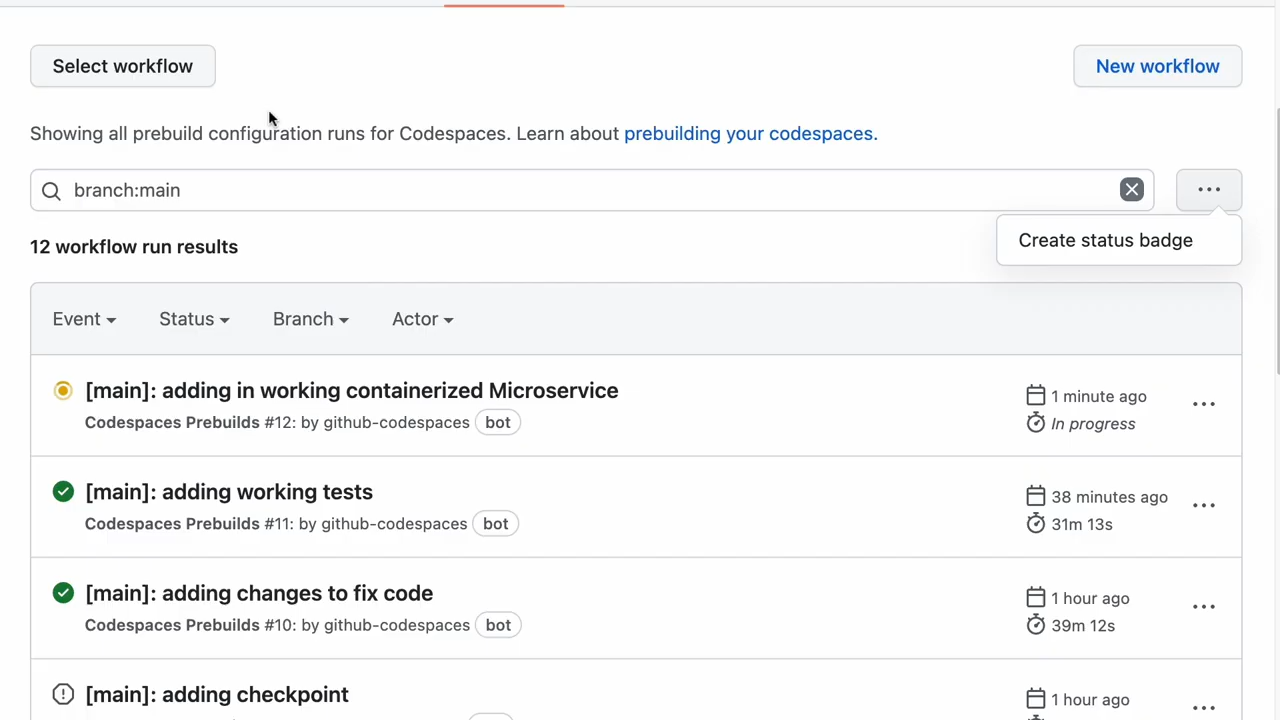 Select workflow
New workflow
Showing all prebuild configuration runs for Codespaces. Learn about prebuilding your codespaces.
branch:main
12 workflow run results
Create status badge
Event Status Branch Actor
[main]: adding in working containerized Microservice
1 minute ago
Codespaces Prebuilds #12: by github-codespaces bot
In progress
[main]: adding working tests
38 minutes ago
Codespaces Prebuilds #11: by github-codespaces bot
31m 13s
[main]: adding changes to fix code
1 hour ago
Codespaces Prebuilds #10: by github-codespaces bot
39m 12s
[main]: adding checkpoint
1 hour ago